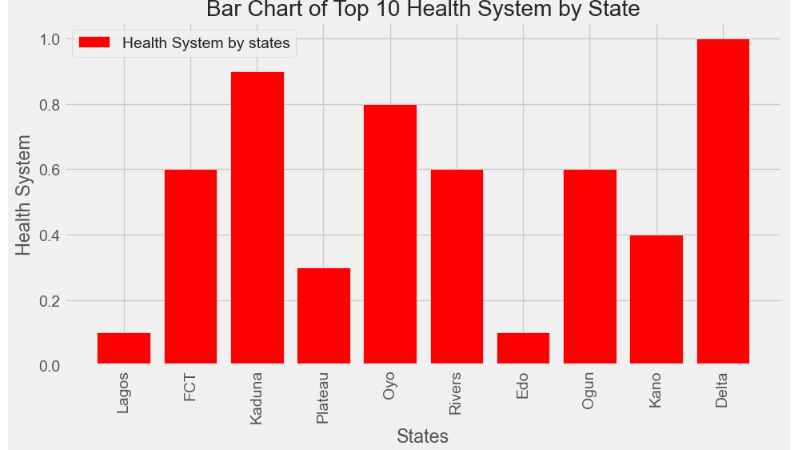 Bar Chart of Top 10 Health System by State
Health System by states
Health System
1.0
0.8
0.6
0.4
0.2
0.0
Lagos
FCT
Kaduna
Plateau
Oyo
Rivers
Edo
Ogun
Kano
Delta
States